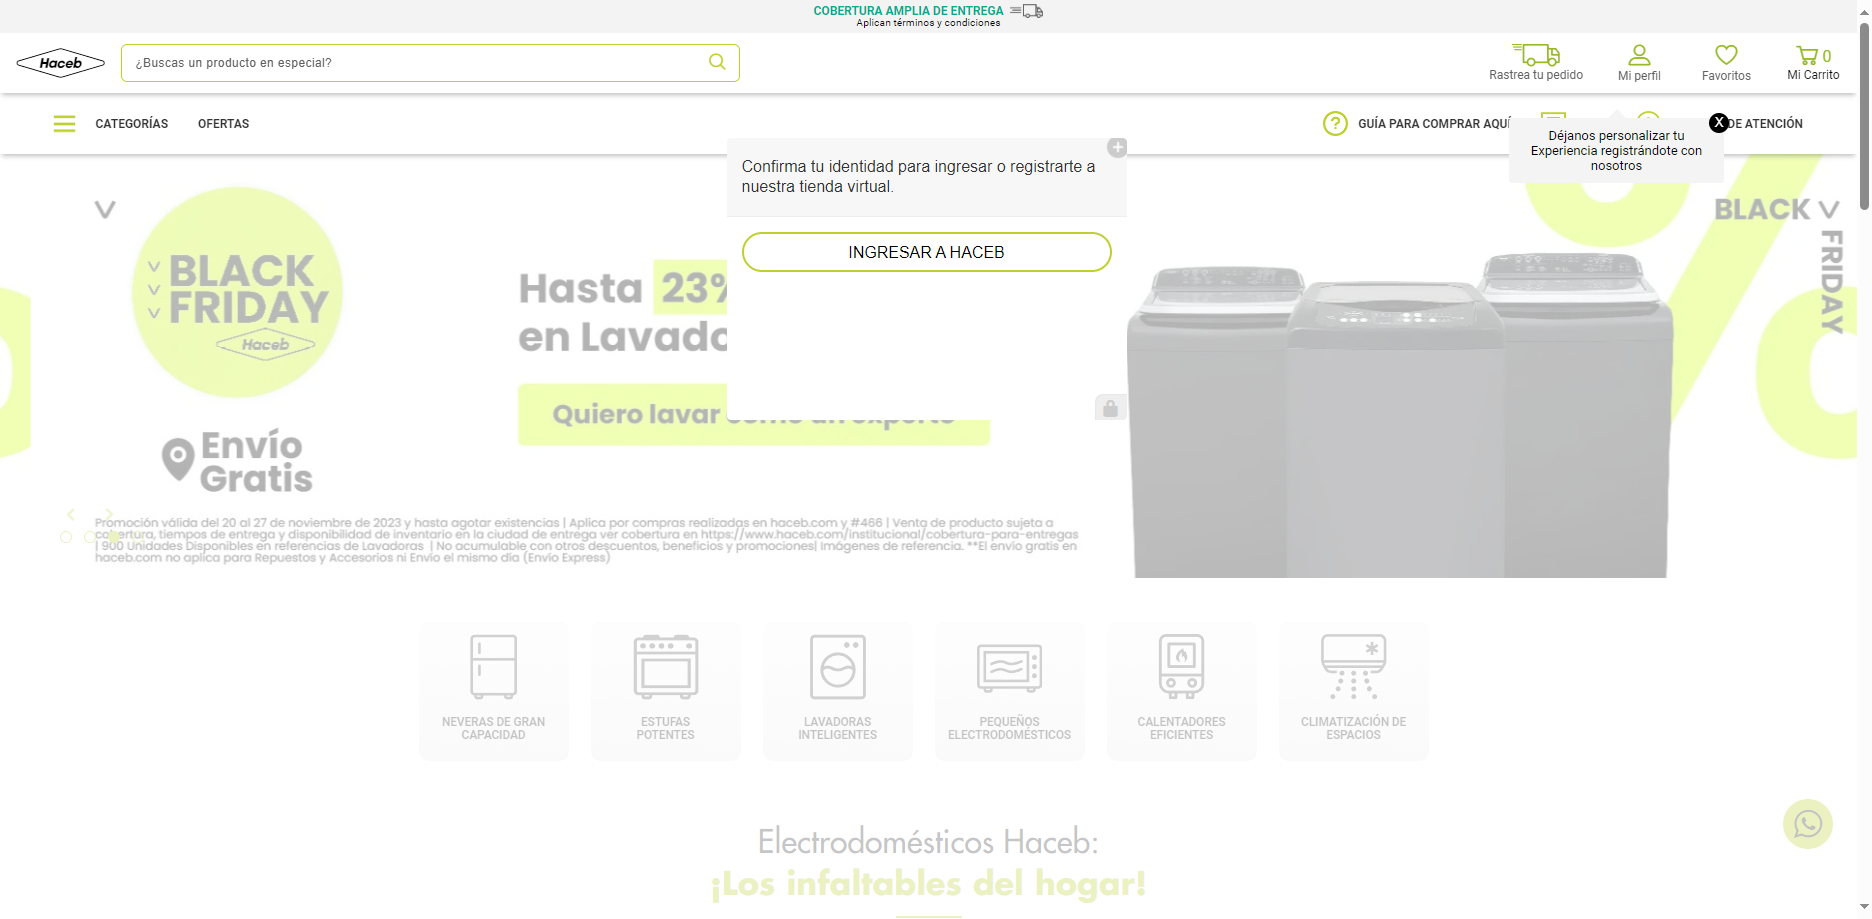 COBERTURA AMPLIA DE ENTREGA
Aplican términos y condiciones
Haceb
¿Buscas un producto en especial?
Rastrea tu pedido
Mi perfil
Favoritos
0
Mi Carrito
CATEGORÍAS
OFERTAS
GUÍA PARA COMPRAR AQUÍ
DE ATENCIÓN
X
Déjanos personalizar tu
Experiencia registrándote con
nosotros
Confirma tu identidad para ingresar o registrarte a
nuestra tienda virtual.
INGRESAR A HACEB
BLACK
FRIDAY
Haceb
Envío
Gratis
Hasta 23%
en Lavado
Quiero lavar como un experto
BLACK
FRIDAY
Promoción válida del 20 al 27 de noviembre de 2023 y hasta agotar existencias | Aplica por compras realizadas en haceb.com y #466 | Venta de producto sujeta a
cobertura, tiempos de entrega y disponibilidad de inventario en la ciudad de entrega ver cobertura en https://www.haceb.com/institucional/cobertura-para-entregas
| 900 Unidades Disponibles en referencias de Lavadoras | No acumulable con otros descuentos, beneficios y promociones| Imágenes de referencia. **El envío gratis en
haceb.com no aplica para Repuestos y Accesorios ni Envío el mismo día (Envío Express)
NEVERAS DE GRAN
CAPACIDAD
ESTUFAS
POTENTES
LAVADORAS
INTELIGENTES
PEQUEÑOS
ELECTRODOMÉSTICOS
CALENTADORES
EFICIENTES
CLIMATIZACIÓN DE
ESPACIOS
Electrodomésticos Haceb:
¡Los infaltables del hogar!